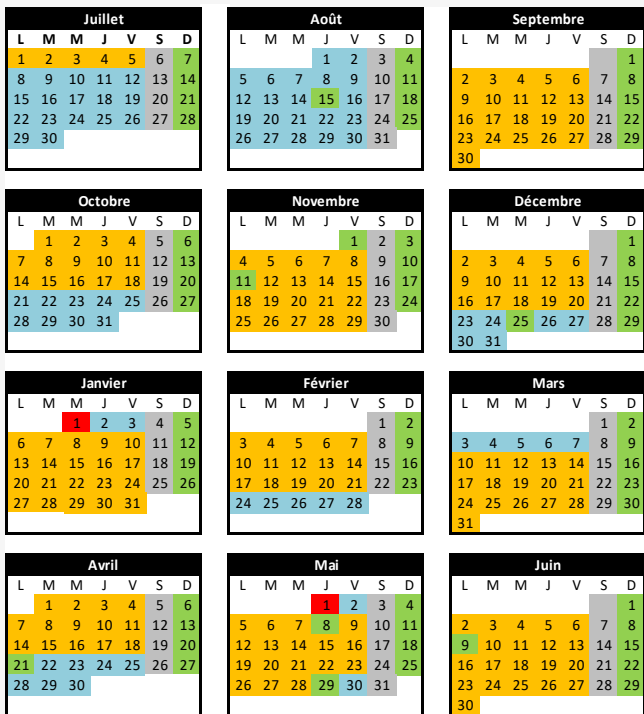 Juillet
L M M J V S D
1 2 3 4 5 6 7
8 9 10 11 12 13 14
15 16 17 18 19 20 21
22 23 24 25 26 27 28
29 30
Août
L M M J V S D
1 2 3 4
5 6 7 8 9 10 11
12 13 14 15 16 17 18
19 20 21 22 23 24 25
26 27 28 29 30 31
Septembre
L M M J V S D
1
2 3 4 5 6 7 8
9 10 11 12 13 14 15
16 17 18 19 20 21 22
23 24 25 26 27 28 29
30
Octobre
L M M J V S D
1 2 3 4 5 6
7 8 9 10 11 12 13
14 15 16 17 18 19 20
21 22 23 24 25 26 27
28 29 30 31
Novembre
L M M J V S D
1 2 3
4 5 6 7 8 9 10
11 12 13 14 15 16 17
18 19 20 21 22 23 24
25 26 27 28 29 30
Décembre
L M M J V S D
1
2 3 4 5 6 7 8
9 10 11 12 13 14 15
16 17 18 19 20 21 22
23 24 25 26 27 28 29
30 31
Janvier
L M M J V S D
1 2 3 4 5
6 7 8 9 10 11 12
13 14 15 16 17 18 19
20 21 22 23 24 25 26
27 28 29 30 31
Février
L M M J V S D
1 2
3 4 5 6 7 8 9
10 11 12 13 14 15 16
17 18 19 20 21 22 23
24 25 26 27 28
Mars
L M M J V S D
1 2
3 4 5 6 7 8 9
10 11 12 13 14 15 16
17 18 19 20 21 22 23
24 25 26 27 28 29 30
31
Avril
L M M J V S D
1 2 3 4 5 6
7 8 9 10 11 12 13
14 15 16 17 18 19 20
21 22 23 24 25 26 27
28 29 30
Mai
L M M J V S D
1 2 3 4
5 6 7 8 9 10 11
12 13 14 15 16 17 18
19 20 21 22 23 24 25
26 27 28 29 30 31
Juin
L M M J V S D
1
2 3 4 5 6 7 8
9 10 11 12 13 14 15
16 17 18 19 20 21 22
23 24 25 26 27 28 29
30